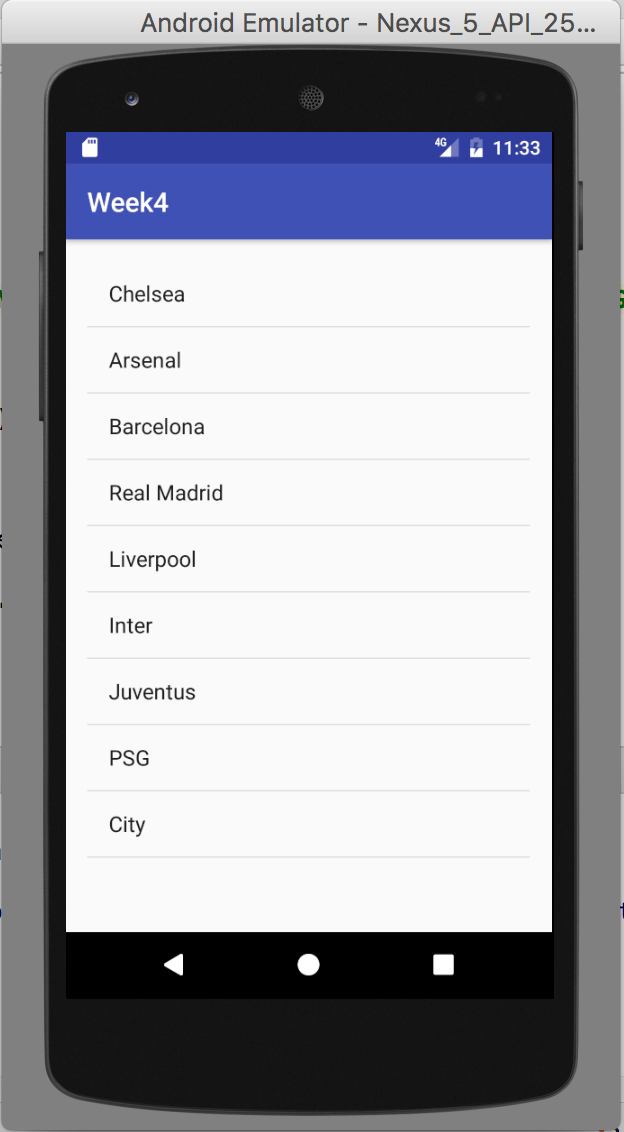 Android Emulator - Nexus_5_API_25...
4G 11:33
Week4
Chelsea
Arsenal
Barcelona
Real Madrid
Liverpool
Inter
Juventus
PSG
City